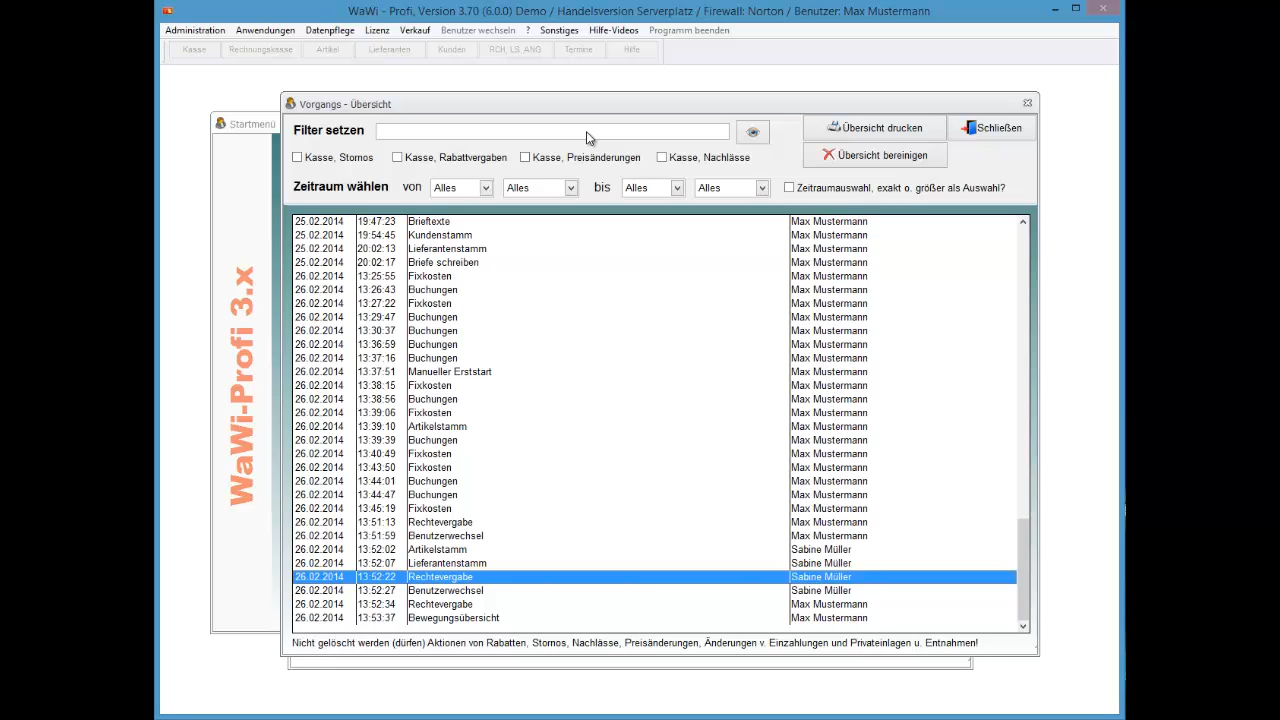 WaWi - Profi, Version 3.70 (6.0.0) Demo / Handelsversion Serverplatz / Firewall: Norton / Benutzer: Max Mustermann
Administration Anwendungen Datenpflege Lizenz Verkauf Benutzer wechseln ? Sonstiges Hilfe-Videos Programm beenden
Kasse Rechnungskasse Artikel Lieferanten Kunden RCH, LS, ANG Termine Hilfe
Startmenü
WaWi-Profi 3.x
Vorgangs - Übersicht
Filter setzen
Übersicht drucken
Schließen
Kasse, Stornos Kasse, Rabattvergaben Kasse, Preisänderungen Kasse, Nachlässe
Übersicht bereinigen
Zeitraum wählen von Alles Alles bis Alles Alles Zeitraumauswahl, exakt o. größer als Auswahl?
25.02.2014 19:47:23 Brieftexte Max Mustermann
25.02.2014 19:54:45 Kundenstamm Max Mustermann
25.02.2014 20:02:13 Lieferantenstamm Max Mustermann
25.02.2014 20:02:17 Briefe schreiben Max Mustermann
26.02.2014 13:25:55 Fixkosten Max Mustermann
26.02.2014 13:26:43 Buchungen Max Mustermann
26.02.2014 13:27:22 Fixkosten Max Mustermann
26.02.2014 13:29:47 Buchungen Max Mustermann
26.02.2014 13:30:37 Buchungen Max Mustermann
26.02.2014 13:36:59 Buchungen Max Mustermann
26.02.2014 13:37:16 Buchungen Max Mustermann
26.02.2014 13:37:51 Manueller Erststart Max Mustermann
26.02.2014 13:38:15 Fixkosten Max Mustermann
26.02.2014 13:38:56 Buchungen Max Mustermann
26.02.2014 13:39:06 Fixkosten Max Mustermann
26.02.2014 13:39:10 Artikelstamm Max Mustermann
26.02.2014 13:39:39 Buchungen Max Mustermann
26.02.2014 13:40:49 Fixkosten Max Mustermann
26.02.2014 13:43:50 Fixkosten Max Mustermann
26.02.2014 13:44:01 Buchungen Max Mustermann
26.02.2014 13:44:47 Buchungen Max Mustermann
26.02.2014 13:45:19 Fixkosten Max Mustermann
26.02.2014 13:51:13 Rechtevergabe Max Mustermann
26.02.2014 13:51:59 Benutzerwechsel Max Mustermann
26.02.2014 13:52:02 Artikelstamm Sabine Müller
26.02.2014 13:52:07 Lieferantenstamm Sabine Müller
26.02.2014 13:52:22 Rechtevergabe Sabine Müller
26.02.2014 13:52:27 Benutzerwechsel Sabine Müller
26.02.2014 13:52:34 Rechtevergabe Max Mustermann
26.02.2014 13:53:37 Bewegungsübersicht Max Mustermann
Nicht gelöscht werden (dürfen) Aktionen von Rabatten, Stornos, Nachlässe, Preisänderungen, Änderungen v. Einzahlungen und Privateinlagen u. Entnahmen!